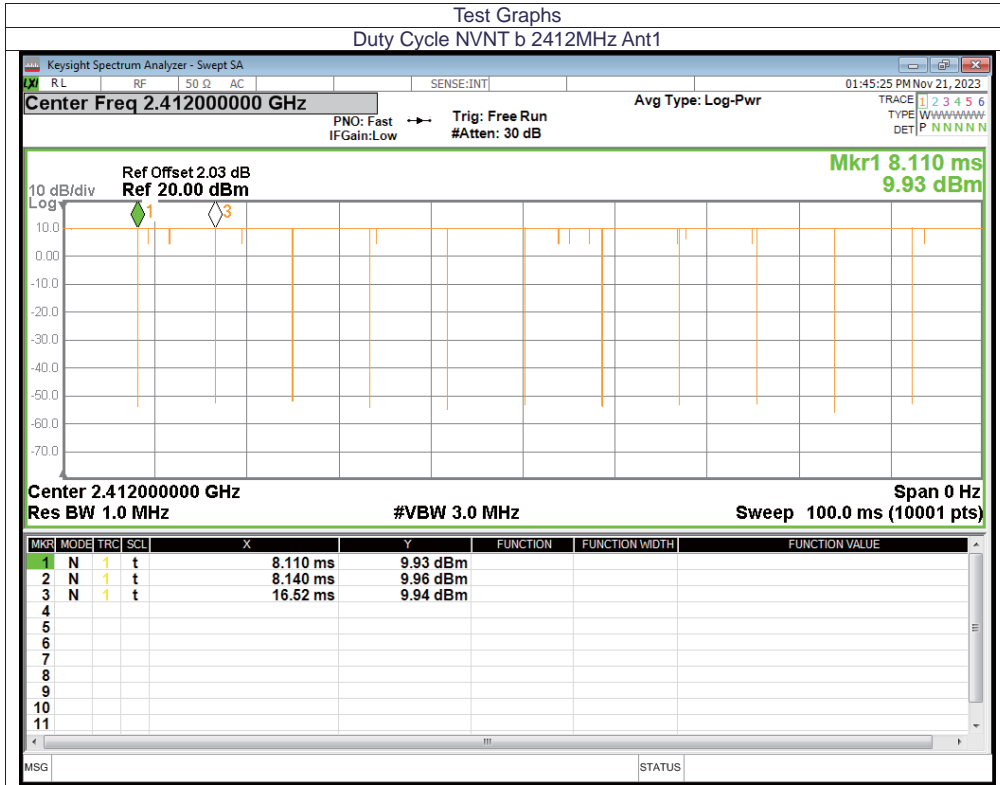 Test Graphs
Duty Cycle NVNT b 2412MHz Ant1
Keysight Spectrum Analyzer - Swept SA
LXI RL RF 50 Ω AC SENSE:INT 01:45:25 PM Nov 21, 2023
Center Freq 2.412000000 GHz Avg Type: Log-Pwr TRACE 1 2 3 4 5 6
PNO: Fast Trig: Free Run TYPE WWWWWWW
IFGain:Low #Atten: 30 dB DET P N N N N N
Mkr1 8.110 ms
9.93 dBm
Ref Offset 2.03 dB
10 dB/div Ref 20.00 dBm
Log
1 3
10.0
0.00
-10.0
-20.0
-30.0
-40.0
-50.0
-60.0
-70.0
Center 2.412000000 GHz Span 0 Hz
Res BW 1.0 MHz #VBW 3.0 MHz Sweep 100.0 ms (10001 pts)
MKR MODE TRC SCL X Y FUNCTION FUNCTION WIDTH FUNCTION VALUE
1 N 1 t 8.110 ms 9.93 dBm
2 N 1 t 8.140 ms 9.96 dBm
3 N 1 t 16.52 ms 9.94 dBm
4
5
6
7
8
9
10
11
MSG STATUS